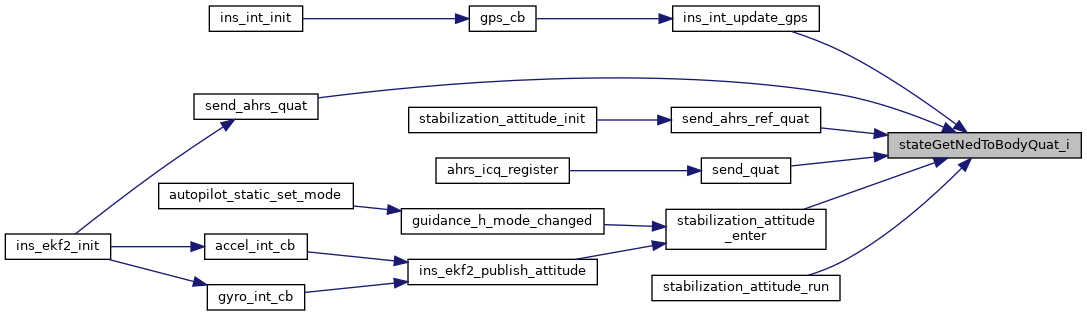 ins_int_init
gps_cb
ins_int_update_gps
send_ahrs_quat
stabilization_attitude_init
send_ahrs_ref_quat
stateGetNedToBodyQuat_i
ahrs_icq_register
send_quat
autopilot_static_set_mode
guidance_h_mode_changed
stabilization_attitude
_enter
ins_ekf2_init
accel_int_cb
ins_ekf2_publish_attitude
stabilization_attitude_run
gyro_int_cb